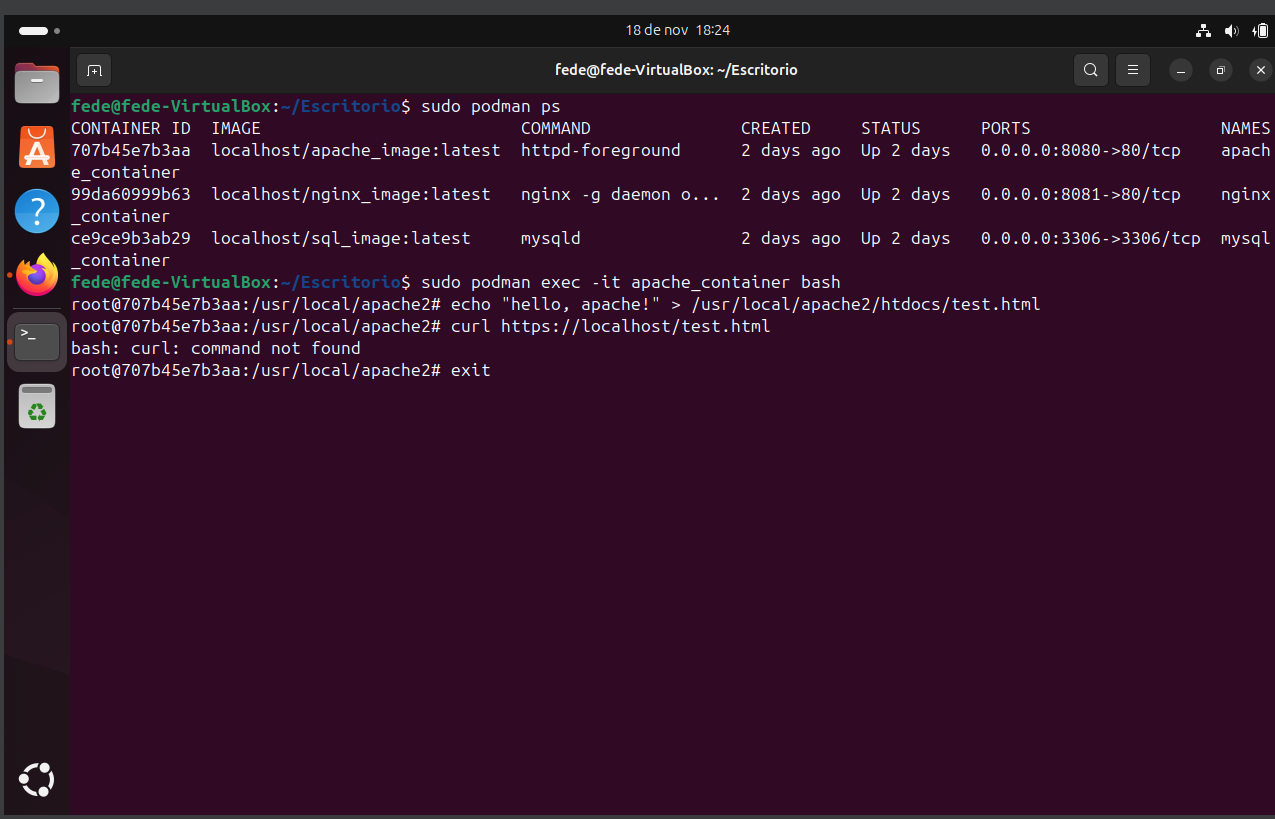 18 de nov 18:24
fede@fede-VirtualBox: ~/Escritorio
fede@fede-VirtualBox:~/Escritorio$ sudo podman ps
CONTAINER ID  IMAGE                          COMMAND               CREATED     STATUS      PORTS                   NAMES
707b45e7b3aa  localhost/apache_image:latest  httpd-foreground      2 days ago  Up 2 days   0.0.0.0:8080->80/tcp    apach
e_container
99da60999b63  localhost/nginx_image:latest   nginx -g daemon o...  2 days ago  Up 2 days   0.0.0.0:8081->80/tcp    nginx
_container
ce9ce9b3ab29  localhost/sql_image:latest     mysqld                2 days ago  Up 2 days   0.0.0.0:3306->3306/tcp  mysql
_container
fede@fede-VirtualBox:~/Escritorio$ sudo podman exec -it apache_container bash
root@707b45e7b3aa:/usr/local/apache2# echo "hello, apache!" > /usr/local/apache2/htdocs/test.html
root@707b45e7b3aa:/usr/local/apache2# curl https://localhost/test.html
bash: curl: command not found
root@707b45e7b3aa:/usr/local/apache2# exit